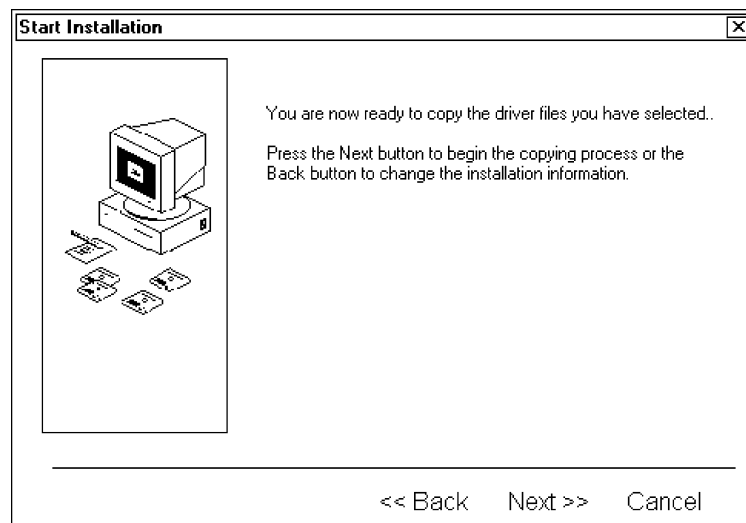 Start Installation
You are now ready to copy the driver files you have selected..
Press the Next button to begin the copying process or the
Back button to change the installation information.
<< Back Next >> Cancel